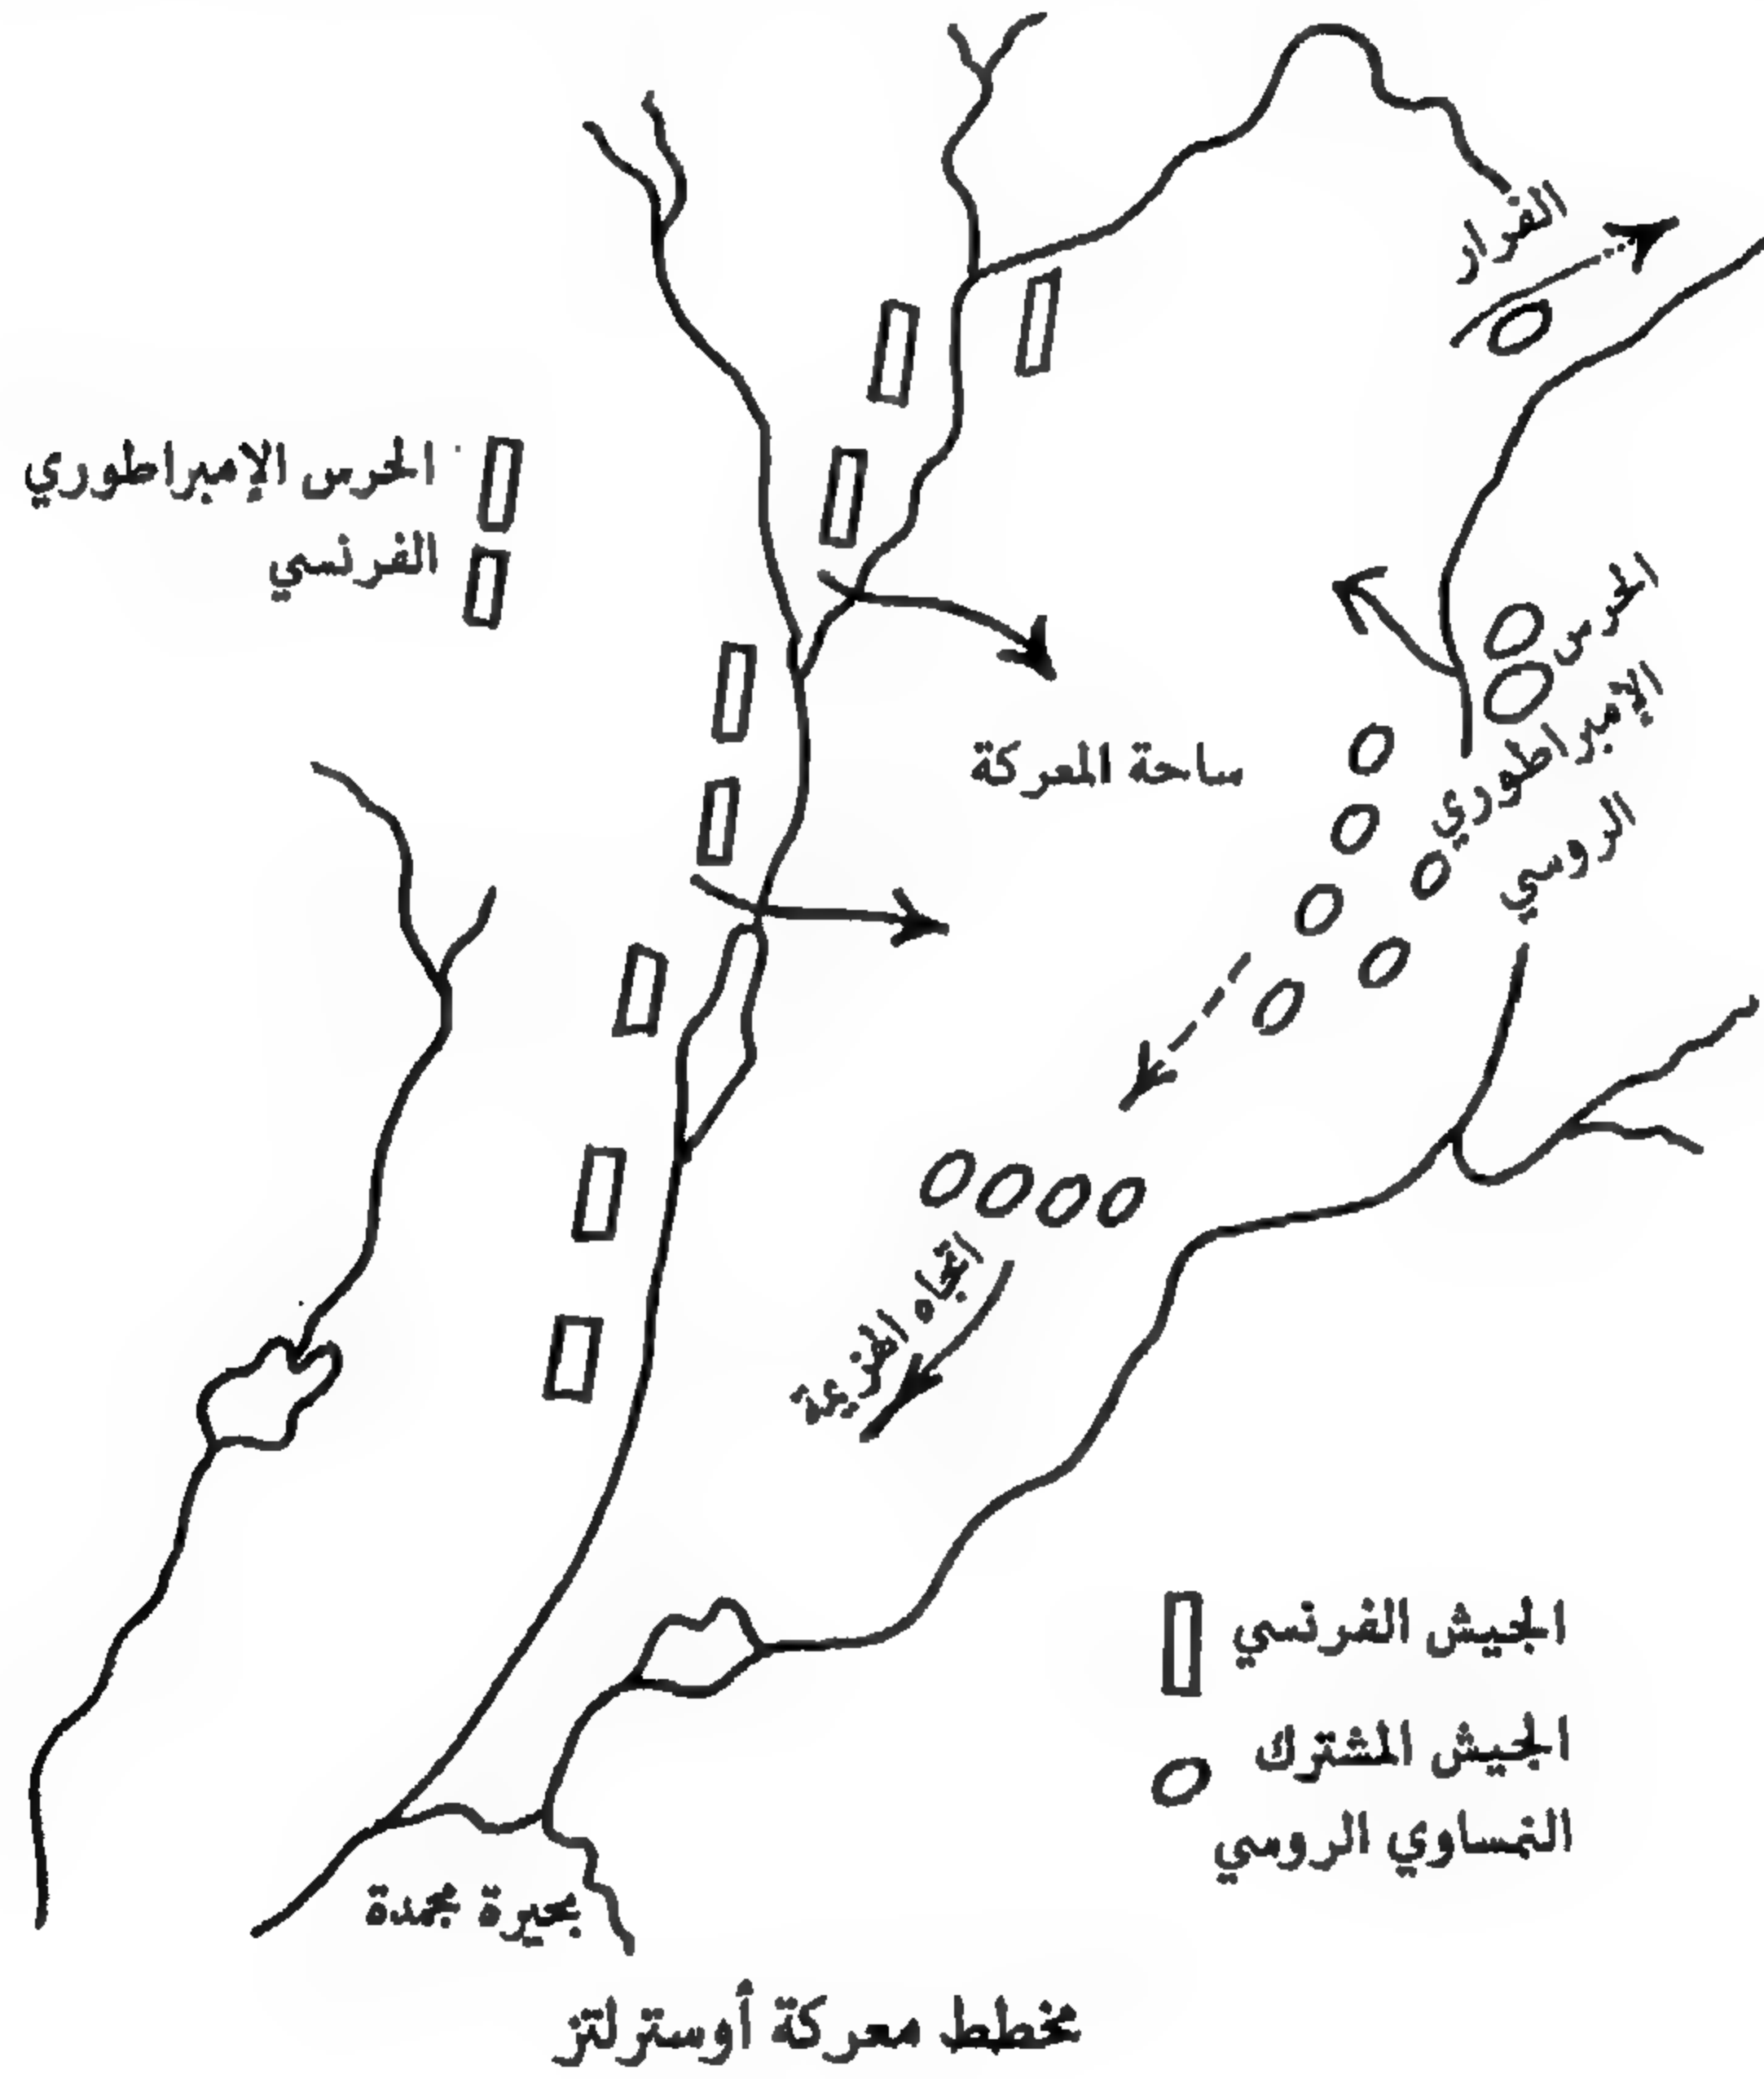 الفرار
الحرس الإمبراطوري
الفرنسي
الحرس
الإمبراطوري
الروسي
ساحة المعركة
اتجاه الهزيمة
الجيش الفرنسي
الجيش المشترك
النمساوي الروسي
بحيرة مجمدة
مخطط معركة أوسترلتز